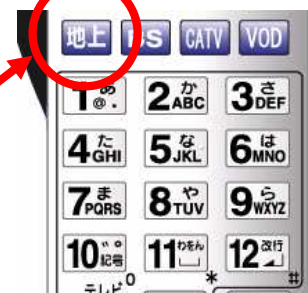 地上 BS CATV VOD
1 あ @. 2 か ABC 3 さ DEF
4 た GHI 5 な JKL 6 は MNO
7 ま PQRS 8 や TUV 9 ら WXYZ
10 ゛゜ 記号 11 わをん 12 改行
テレビ 0 * #